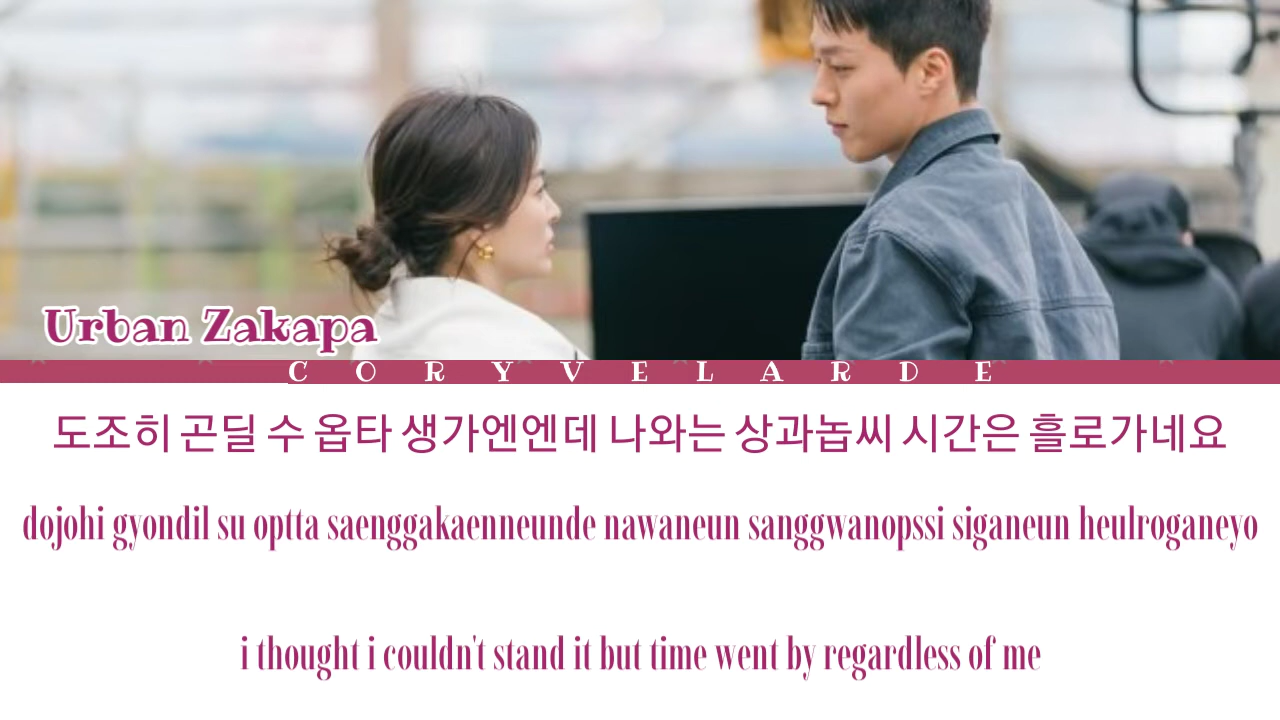 Urban Zakapa
CORYVELARDE
도조히 곤딜 수 옵타 생가엔엔데 나와는 상과놉씨 시간은 흘로가네요
dojohi gyondil su optta saenggakaenneunde nawaneun sanggwanopssi siganeun heulroganeyo
i thought i couldn't stand it but time went by regardless of me